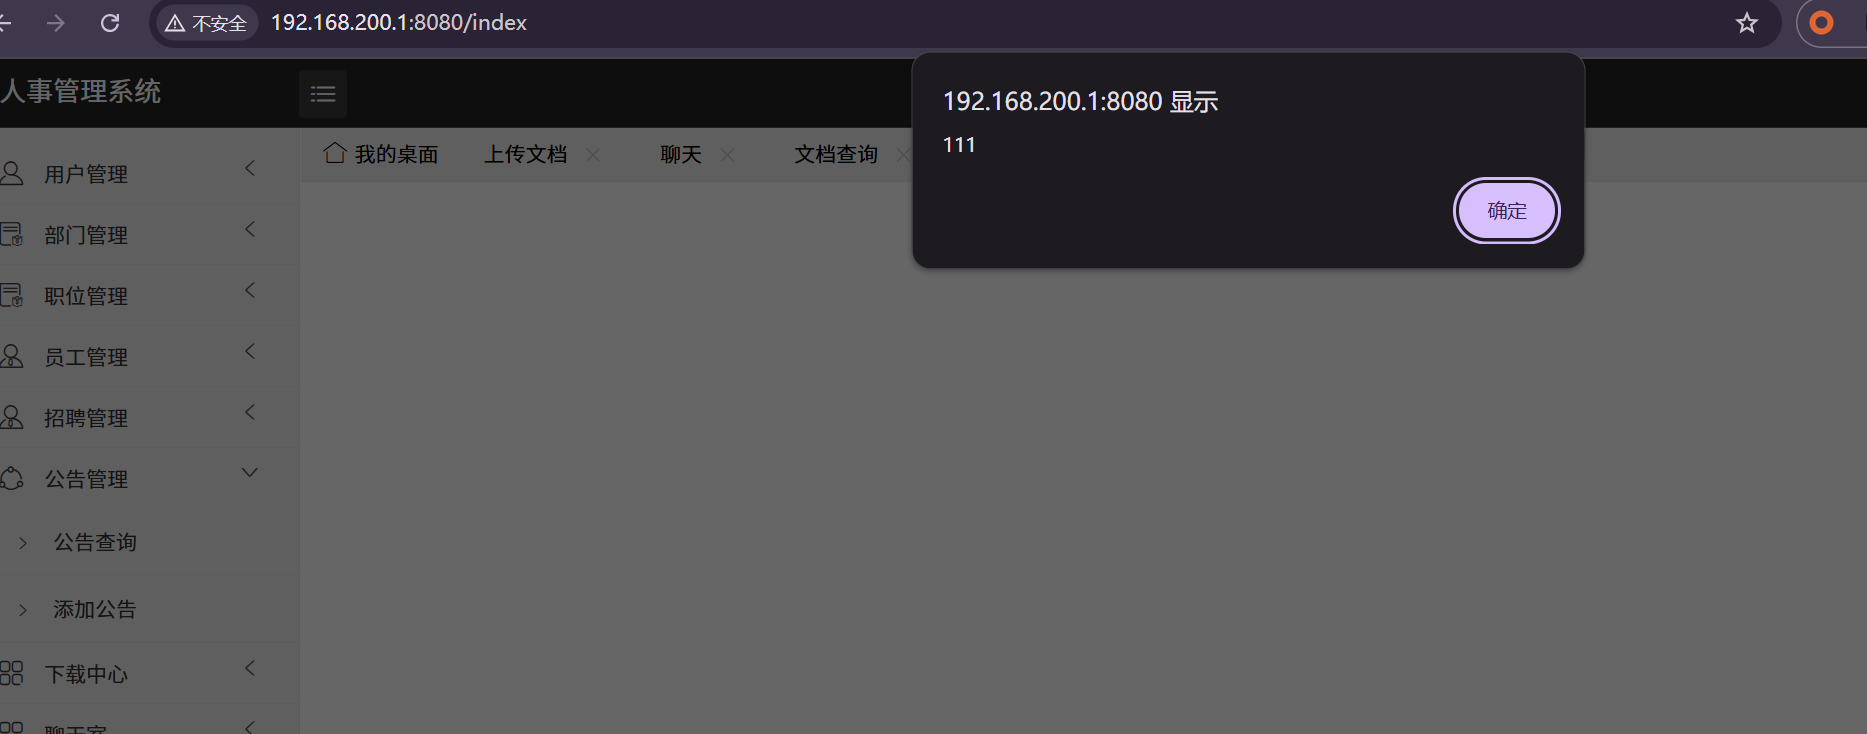 不安全 192.168.200.1:8080/index
人事管理系统
192.168.200.1:8080 显示
111
确定
我的桌面 上传文档 聊天 文档查询
用户管理
部门管理
职位管理
员工管理
招聘管理
公告管理
公告查询
添加公告
下载中心
聊天室